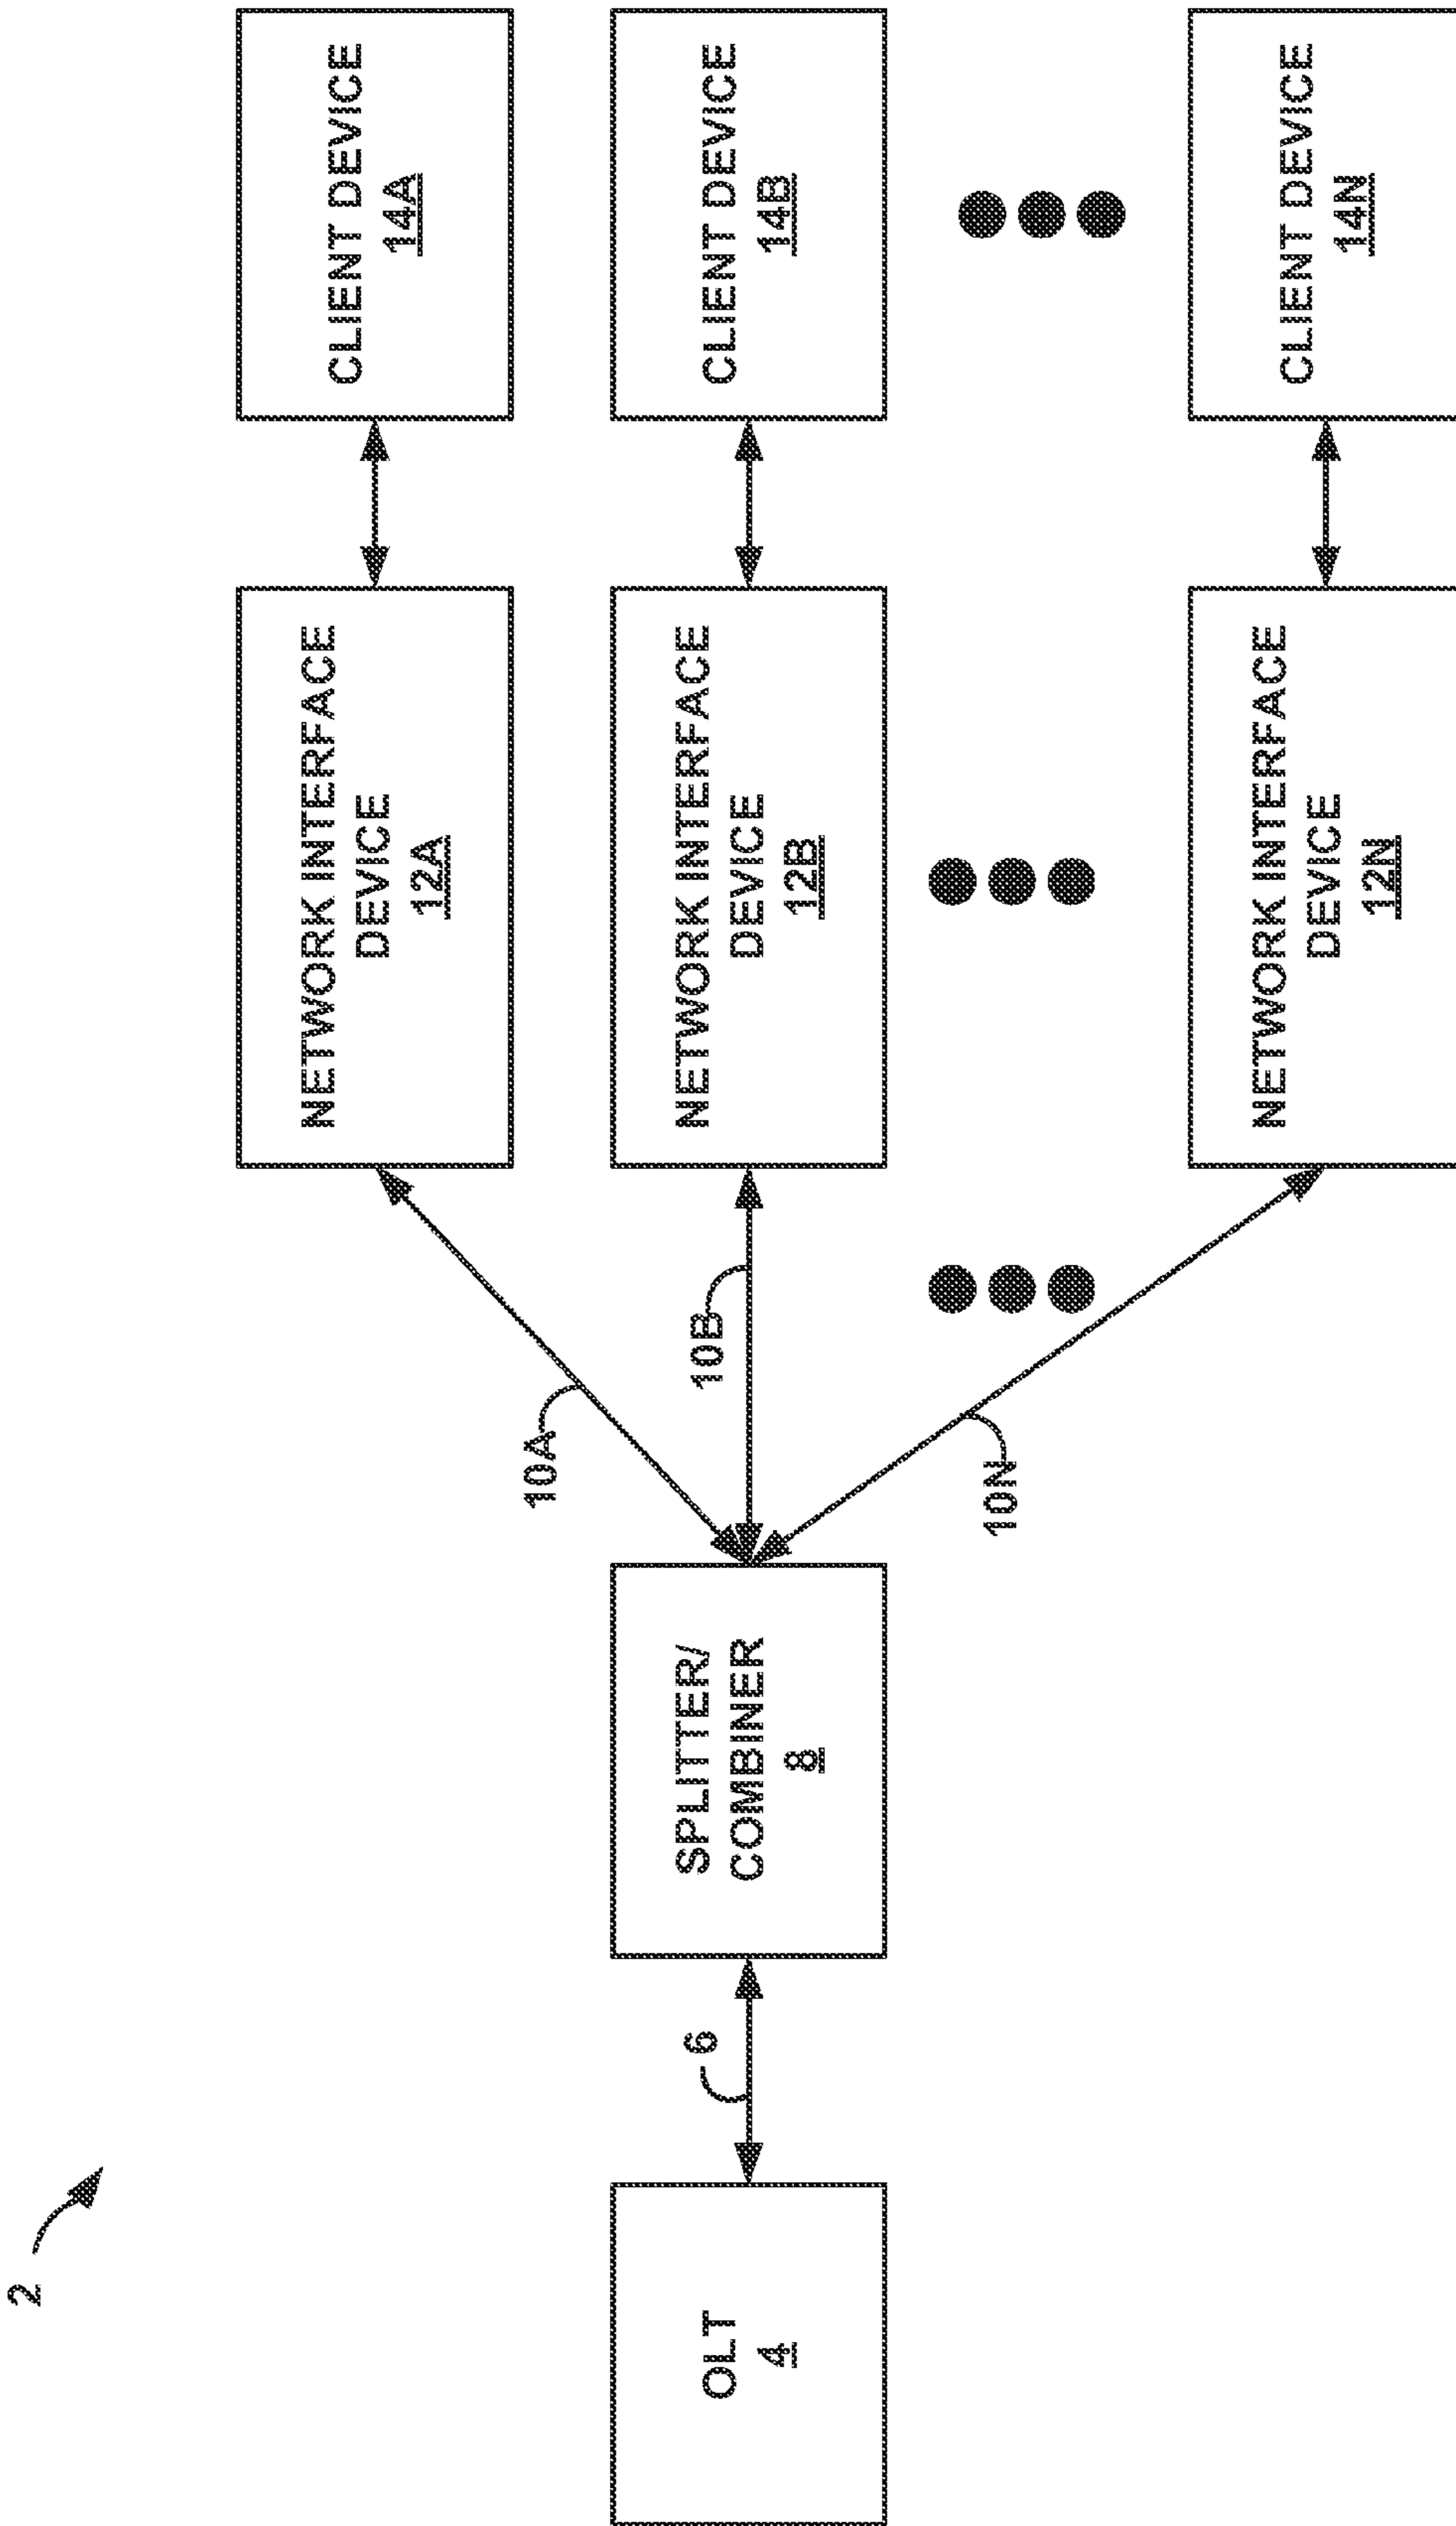 2
OLT
4
6
SPLITTER/
COMBINER
8
10A
10B
10N
NETWORK INTERFACE
DEVICE
12A
NETWORK INTERFACE
DEVICE
12B
NETWORK INTERFACE
DEVICE
12N
CLIENT DEVICE
14A
CLIENT DEVICE
14B
CLIENT DEVICE
14N